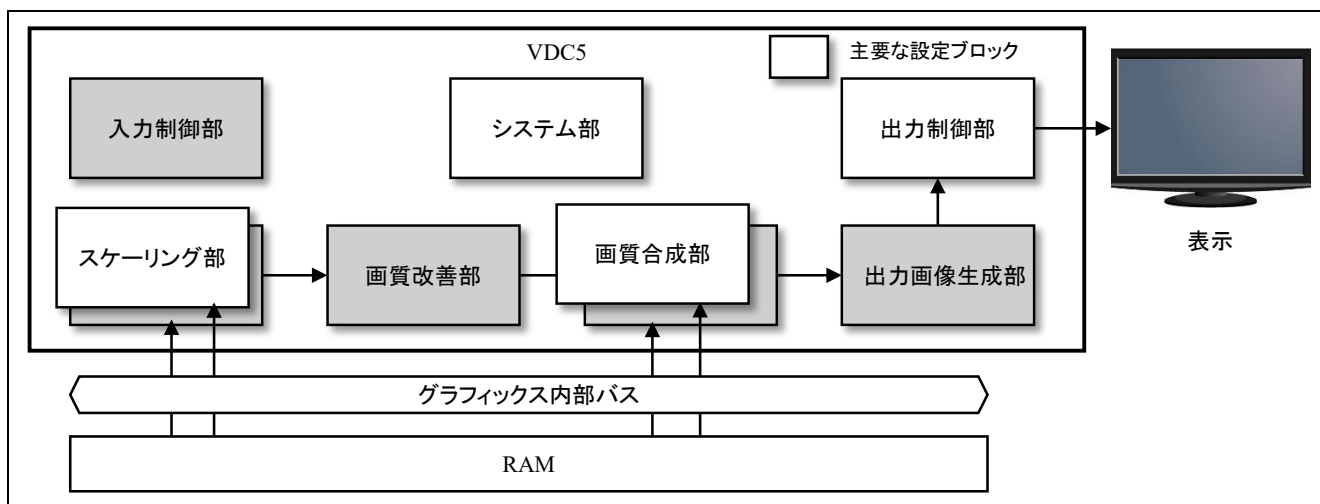 VDC5
主要な設定ブロック
入力制御部
システム部
出力制御部
スケーリング部
画質改善部
画質合成部
出力画像生成部
表示
グラフィックス内部バス
RAM